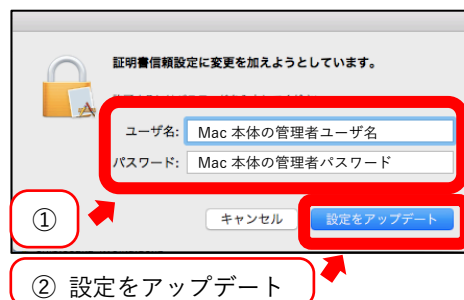 証明書信頼設定に変更を加えようとしています。
ユーザ名: Mac 本体の管理者ユーザ名
パスワード: Mac 本体の管理者パスワード
①
キャンセル 設定をアップデート
② 設定をアップデート